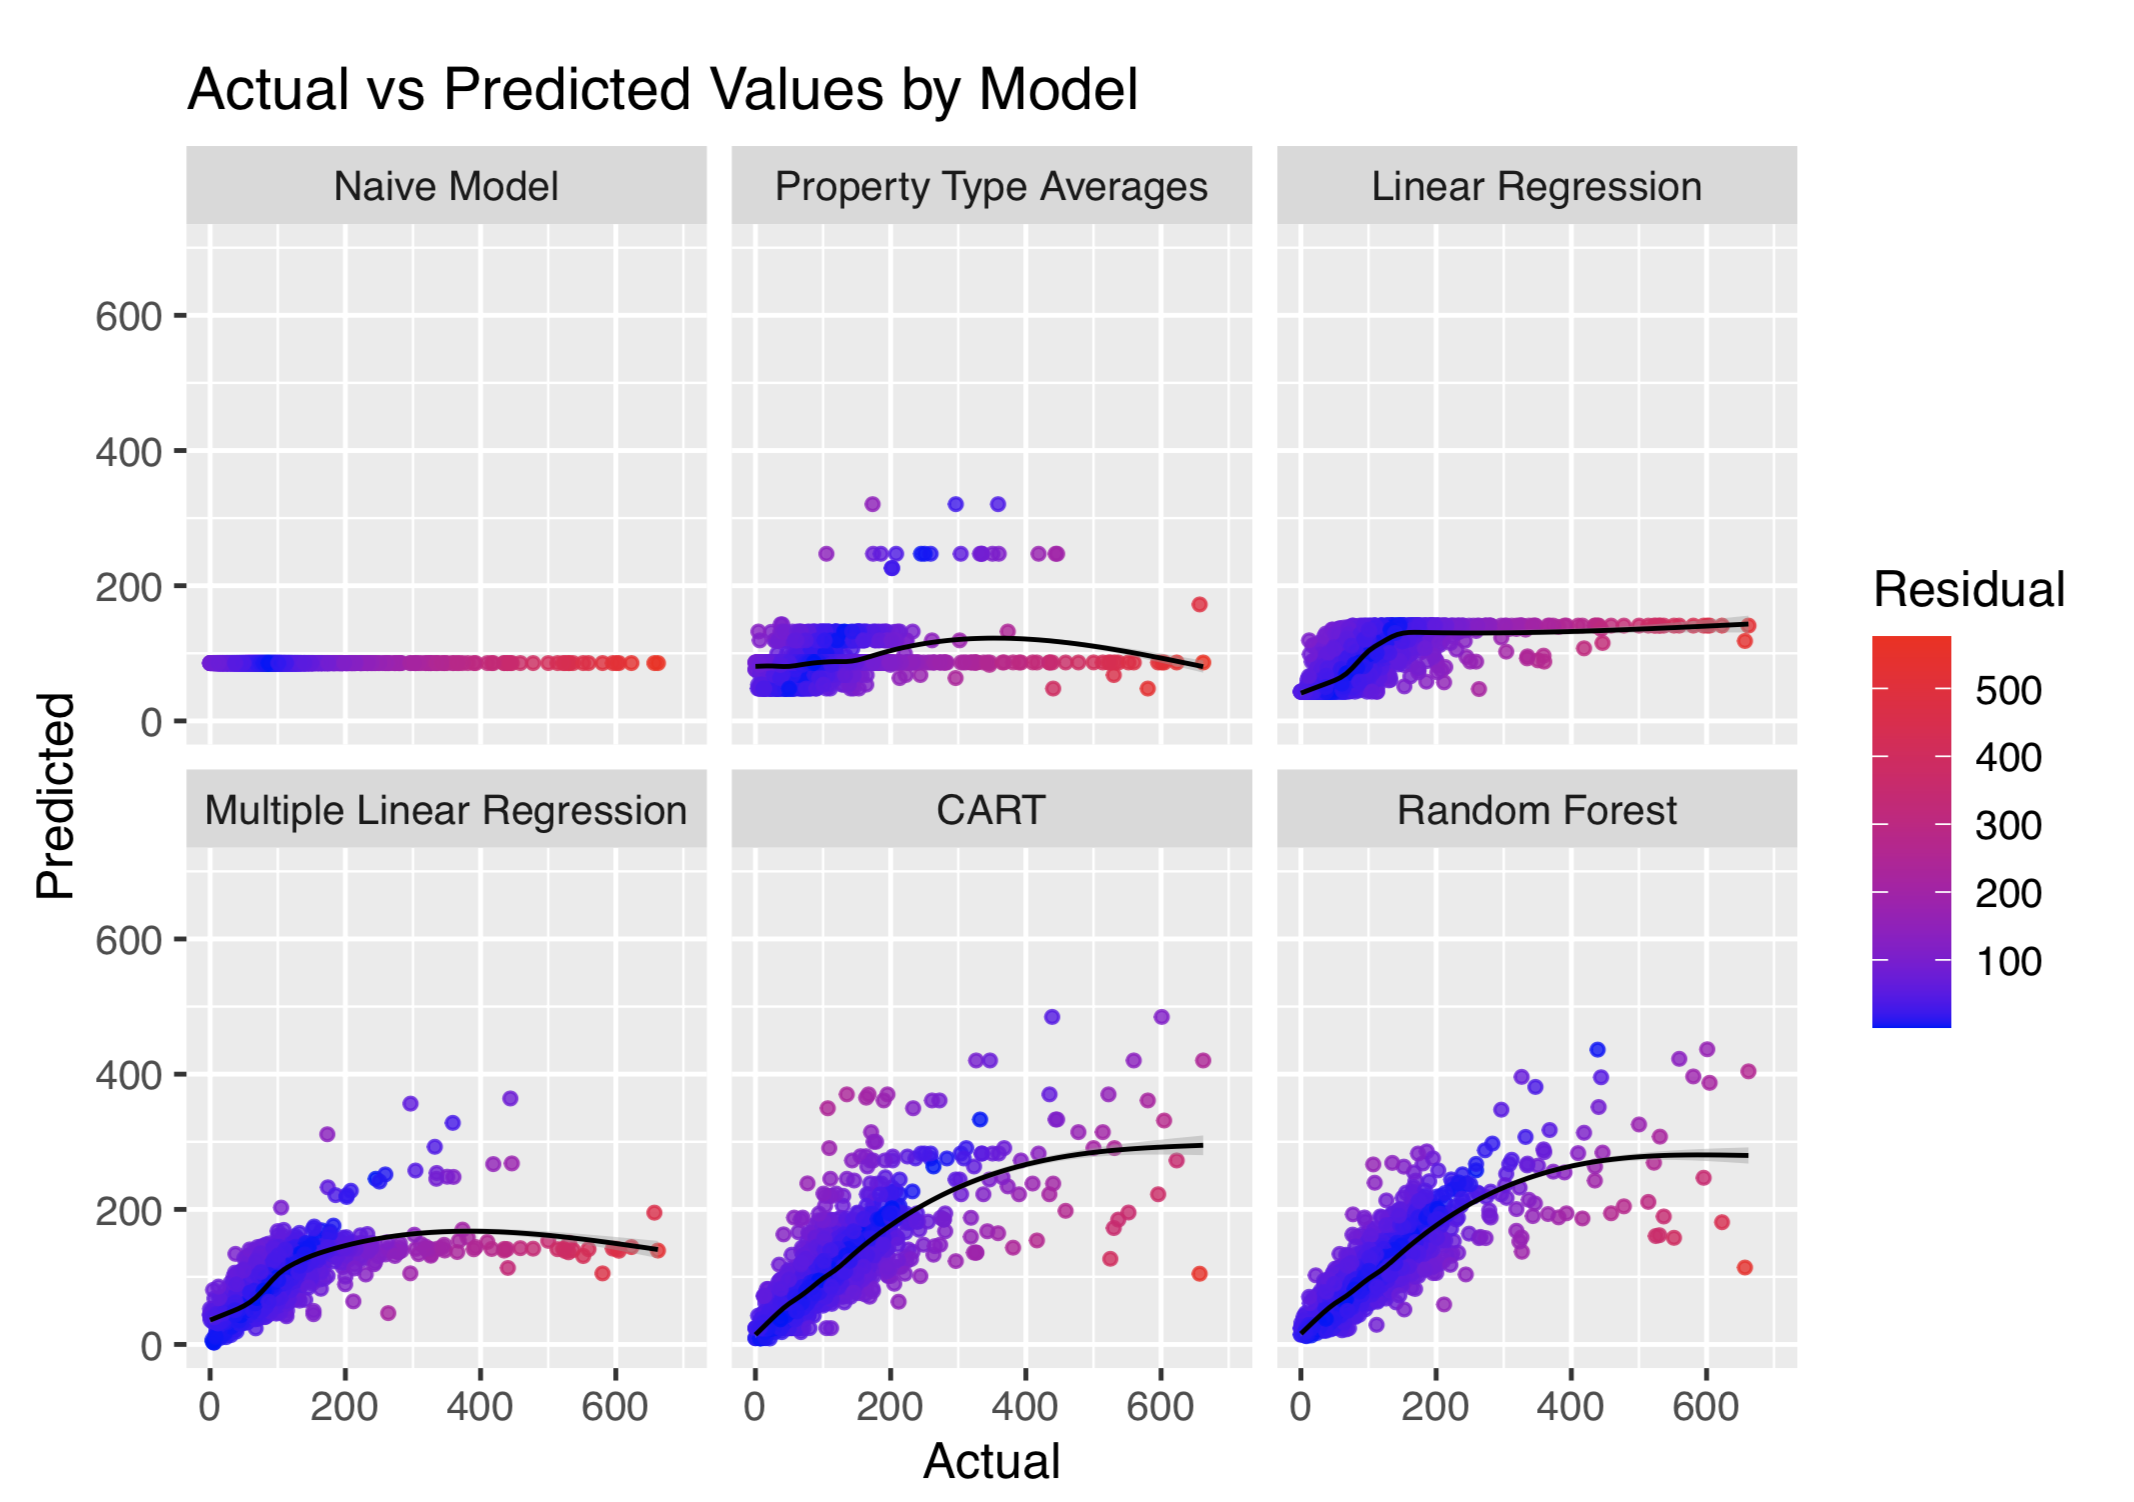 Actual vs Predicted Values by Model
Naive Model
Property Type Averages
Linear Regression
600
400
200
0
Predicted
Multiple Linear Regression
CART
Random Forest
600
400
200
0
0 200 400 600
0 200 400 600
0 200 400 600
Actual
Residual
500
400
300
200
100